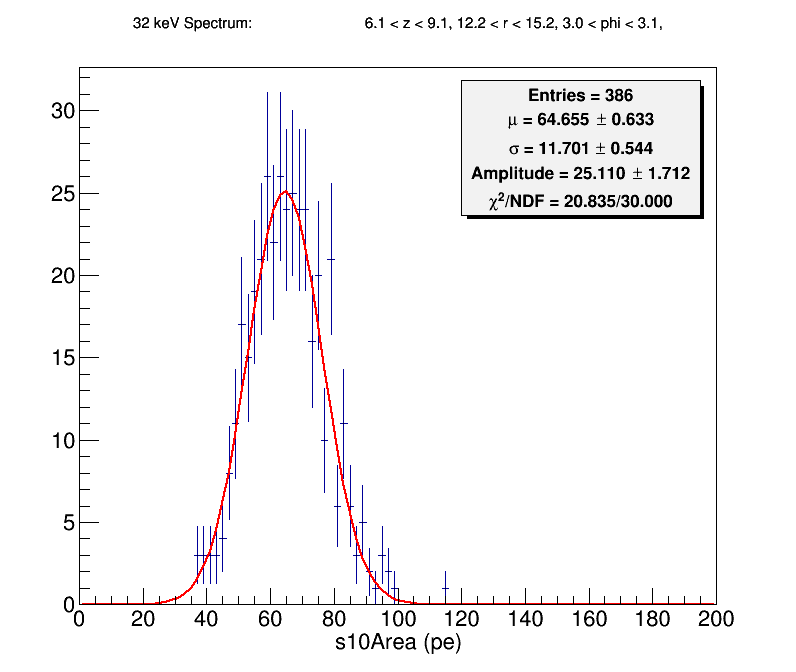 32 keV Spectrum: 6.1 < z < 9.1, 12.2 < r < 15.2, 3.0 < phi < 3.1,
Entries = 386
μ = 64.655 ± 0.633
σ = 11.701 ± 0.544
Amplitude = 25.110 ± 1.712
χ²/NDF = 20.835/30.000
30
25
20
15
10
5
0
0 20 40 60 80 100 120 140 160 180 200
s10Area (pe)